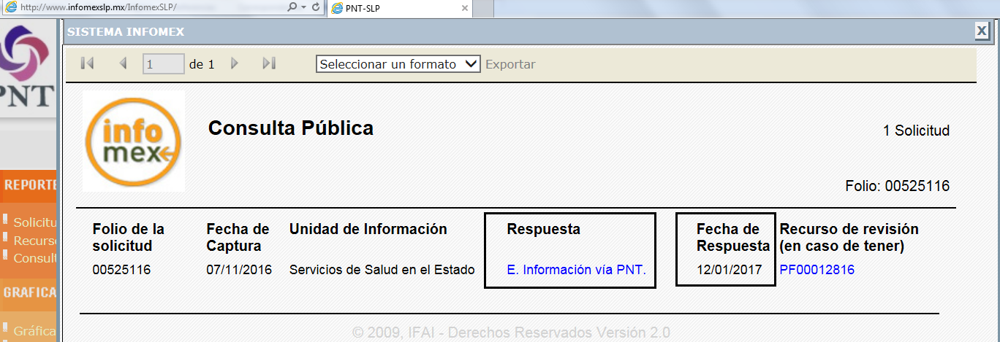 http://www.infomexslp.mx/InfomexSLP/
PNT-SLP
SISTEMA INFOMEX
X
1 de 1 Seleccionar un formato Exportar
PNT
info
mex
Consulta Pública
1 Solicitud
Folio: 00525116
REPORTE
Solicitu
Recurso
Consult
GRAFICA
Gráfica
Folio de la solicitud
Fecha de Captura
Unidad de Información
Respuesta
Fecha de Respuesta
Recurso de revisión (en caso de tener)
00525116
07/11/2016
Servicios de Salud en el Estado
E. Información vía PNT.
12/01/2017
PF00012816
© 2009, IFAI - Derechos Reservados Versión 2.0